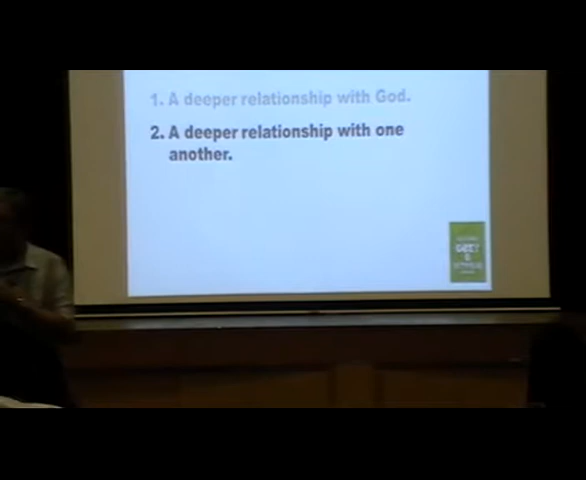 1. A deeper relationship with God.
2. A deeper relationship with one
another.